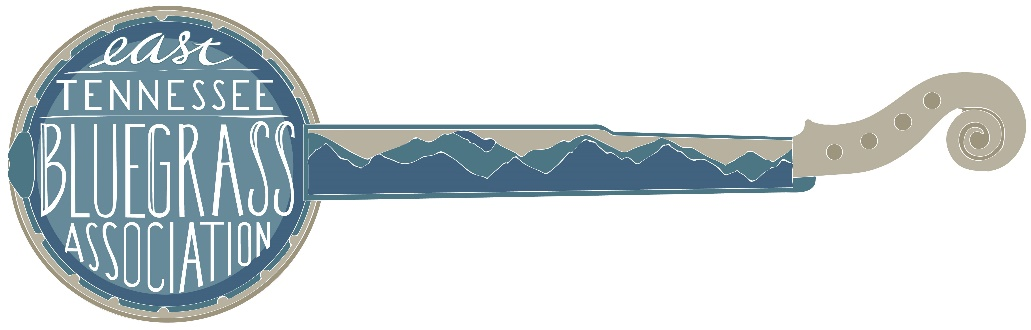 east
TENNESSEE
BLUEGRASS
ASSOCIATION